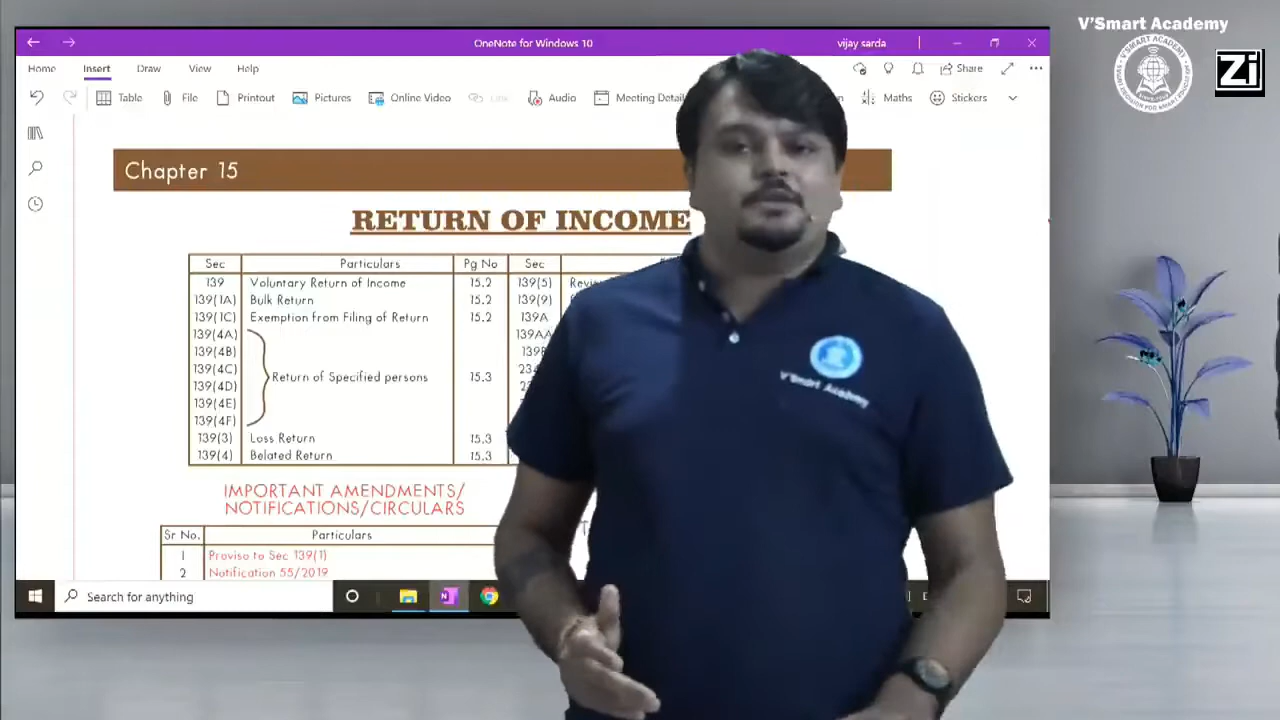 V'Smart Academy
OneNote for Windows 10
vijay sarda
Home Insert Draw View Help
Share
Table File Printout Pictures Online Video Link Audio Meeting Detail
Maths Stickers
Zi
Chapter 15
RETURN OF INCOME
Sec Particulars Pg No Sec
139 Voluntary Return of Income 15.2 139(5)
139(1A) Bulk Return 15.2 139(9)
139(1C) Exemption from Filing of Return 15.2 139A
139(4A) 139AA
139(4B)
139(4C)
139(4D) Return of Specified persons 15.3
139(4E)
139(4F)
139(3) Loss Return 15.3
139(4) Belated Return 15.3
V'Smart Academy
IMPORTANT AMENDMENTS/
NOTIFICATIONS/CIRCULARS
Sr No. Particulars
1 Proviso to Sec 139(1)
2 Notification 55/2019
Search for anything